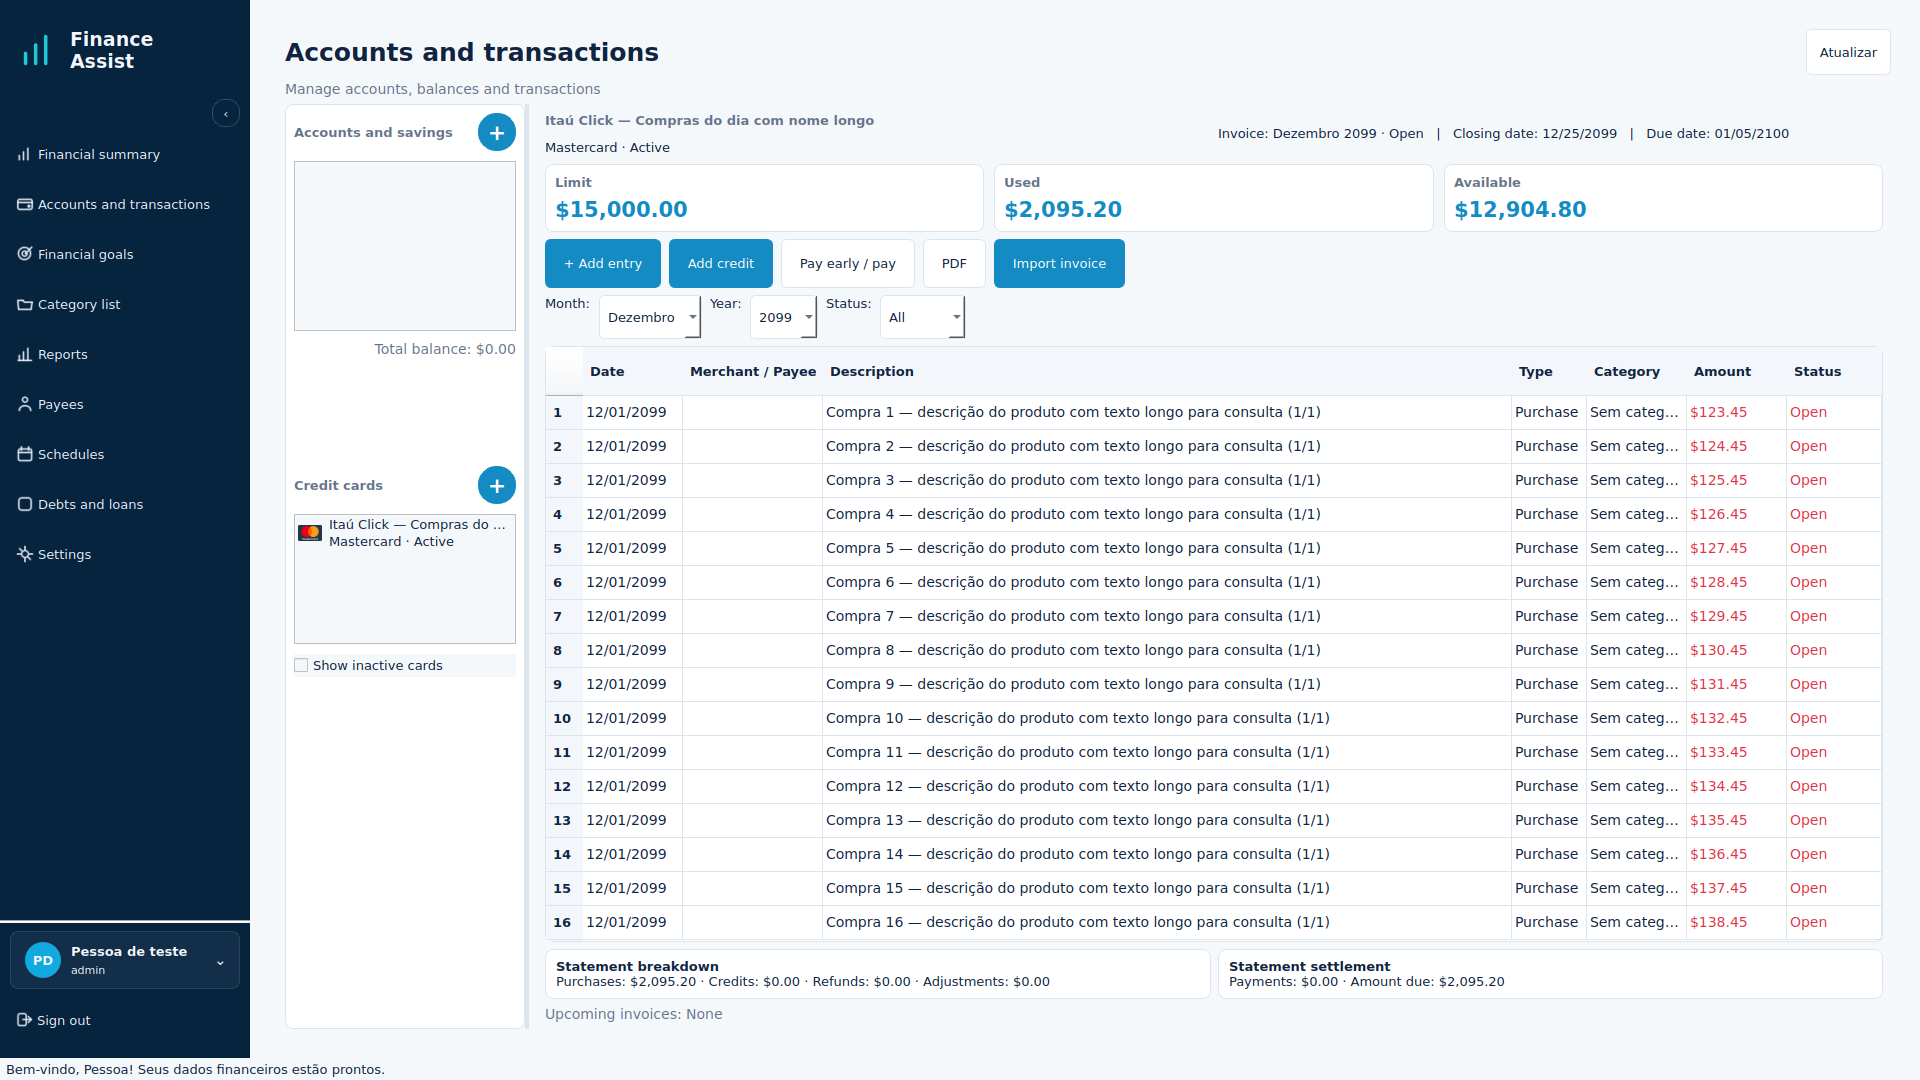 Finance
Assist
‹
Financial summary
Accounts and transactions
Financial goals
Category list
Reports
Payees
Schedules
Debts and loans
Settings
PD
Pessoa de teste
admin
Sign out
Bem-vindo, Pessoa! Seus dados financeiros estão prontos.
Accounts and transactions
Manage accounts, balances and transactions
Atualizar
Accounts and savings
+
Total balance: $0.00
Credit cards
+
Itaú Click — Compras do ...
Mastercard · Active
Show inactive cards
Itaú Click — Compras do dia com nome longo
Mastercard · Active
Invoice: Dezembro 2099 · Open | Closing date: 12/25/2099 | Due date: 01/05/2100
Limit
$15,000.00
Used
$2,095.20
Available
$12,904.80
+ Add entry
Add credit
Pay early / pay
PDF
Import invoice
Month: Dezembro Year: 2099 Status: All
Date Merchant / Payee Description Type Category Amount Status
1 12/01/2099 Compra 1 — descrição do produto com texto longo para consulta (1/1) Purchase Sem categ... $123.45 Open
2 12/01/2099 Compra 2 — descrição do produto com texto longo para consulta (1/1) Purchase Sem categ... $124.45 Open
3 12/01/2099 Compra 3 — descrição do produto com texto longo para consulta (1/1) Purchase Sem categ... $125.45 Open
4 12/01/2099 Compra 4 — descrição do produto com texto longo para consulta (1/1) Purchase Sem categ... $126.45 Open
5 12/01/2099 Compra 5 — descrição do produto com texto longo para consulta (1/1) Purchase Sem categ... $127.45 Open
6 12/01/2099 Compra 6 — descrição do produto com texto longo para consulta (1/1) Purchase Sem categ... $128.45 Open
7 12/01/2099 Compra 7 — descrição do produto com texto longo para consulta (1/1) Purchase Sem categ... $129.45 Open
8 12/01/2099 Compra 8 — descrição do produto com texto longo para consulta (1/1) Purchase Sem categ... $130.45 Open
9 12/01/2099 Compra 9 — descrição do produto com texto longo para consulta (1/1) Purchase Sem categ... $131.45 Open
10 12/01/2099 Compra 10 — descrição do produto com texto longo para consulta (1/1) Purchase Sem categ... $132.45 Open
11 12/01/2099 Compra 11 — descrição do produto com texto longo para consulta (1/1) Purchase Sem categ... $133.45 Open
12 12/01/2099 Compra 12 — descrição do produto com texto longo para consulta (1/1) Purchase Sem categ... $134.45 Open
13 12/01/2099 Compra 13 — descrição do produto com texto longo para consulta (1/1) Purchase Sem categ... $135.45 Open
14 12/01/2099 Compra 14 — descrição do produto com texto longo para consulta (1/1) Purchase Sem categ... $136.45 Open
15 12/01/2099 Compra 15 — descrição do produto com texto longo para consulta (1/1) Purchase Sem categ... $137.45 Open
16 12/01/2099 Compra 16 — descrição do produto com texto longo para consulta (1/1) Purchase Sem categ... $138.45 Open
Statement breakdown
Purchases: $2,095.20 · Credits: $0.00 · Refunds: $0.00 · Adjustments: $0.00
Statement settlement
Payments: $0.00 · Amount due: $2,095.20
Upcoming invoices: None